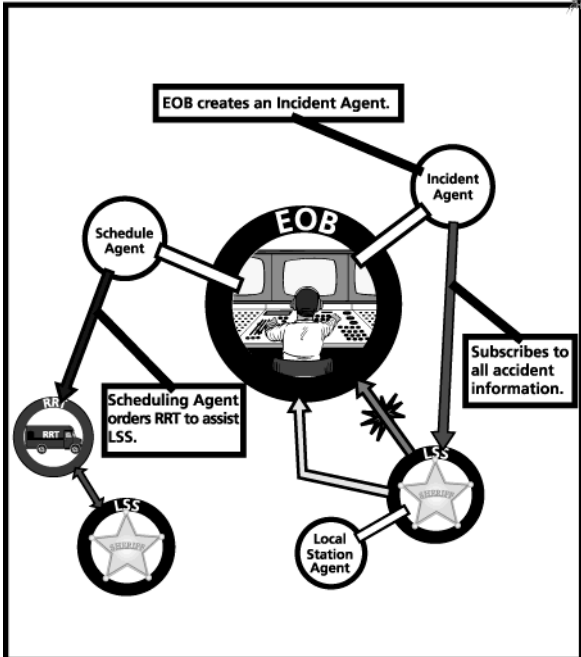 EOB creates an Incident Agent.
Incident
Agent
EOB
Schedule
Agent
Subscribes to
all accident
information.
Scheduling Agent
orders RRT to assist
LSS.
RRT
RRT
LSS
SHERIFF
LSS
SHERIFF
Local
Station
Agent